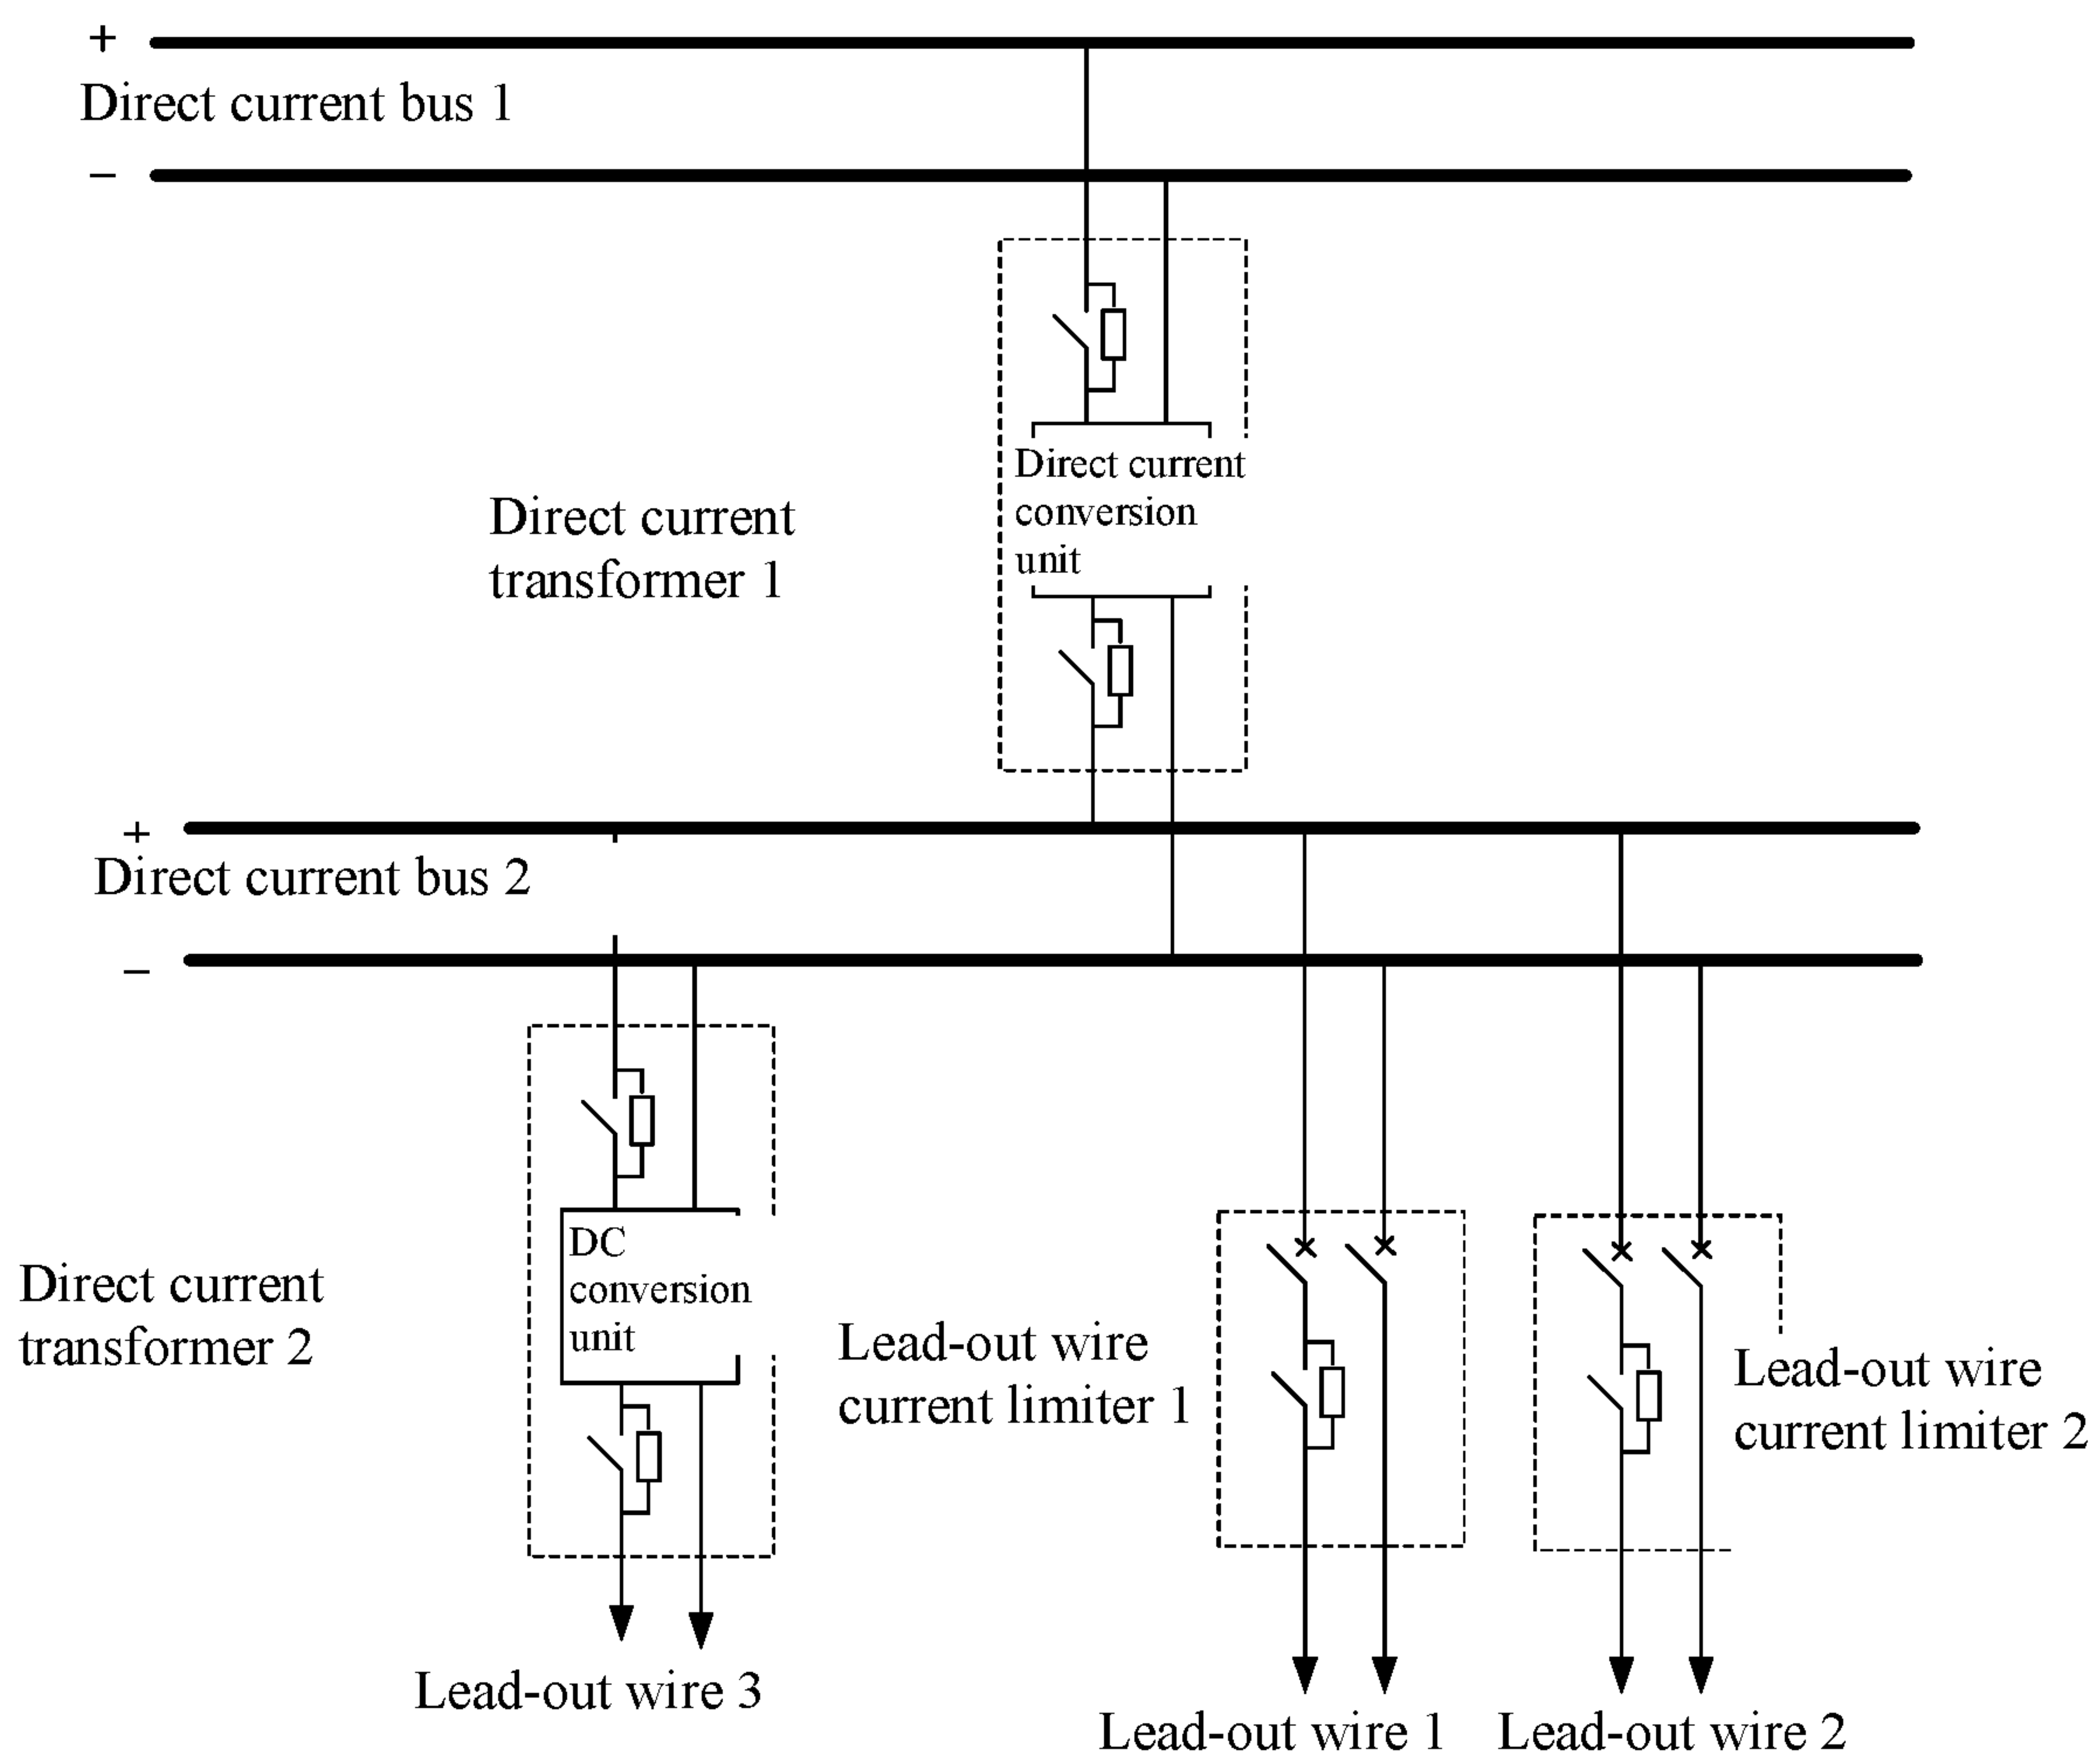 +
Direct current bus 1
−
Direct current
conversion
unit
Direct current
transformer 1
+
Direct current bus 2
−
DC
conversion
unit
Direct current
transformer 2
Lead-out wire
current limiter 1
Lead-out wire
current limiter 2
Lead-out wire 3
Lead-out wire 1
Lead-out wire 2